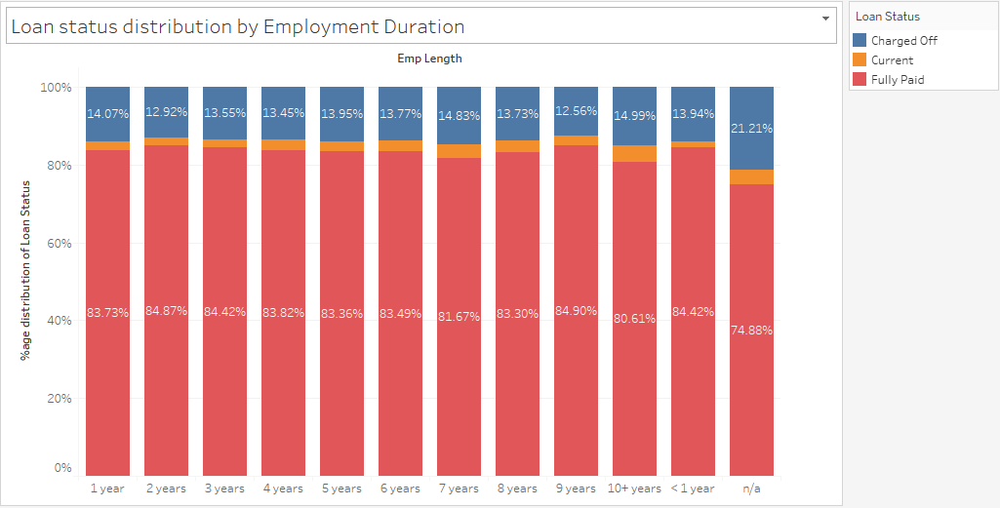 Loan status distribution by Employment Duration
Loan Status
Charged Off
Current
Fully Paid
Emp Length
%age distribution of Loan Status
100%
80%
60%
40%
20%
0%
14.07% 12.92% 13.55% 13.45% 13.95% 13.77% 14.83% 13.73% 12.56% 14.99% 13.94% 21.21%
83.73% 84.87% 84.42% 83.82% 83.36% 83.49% 81.67% 83.30% 84.90% 80.61% 84.42% 74.88%
1 year 2 years 3 years 4 years 5 years 6 years 7 years 8 years 9 years 10+ years < 1 year n/a